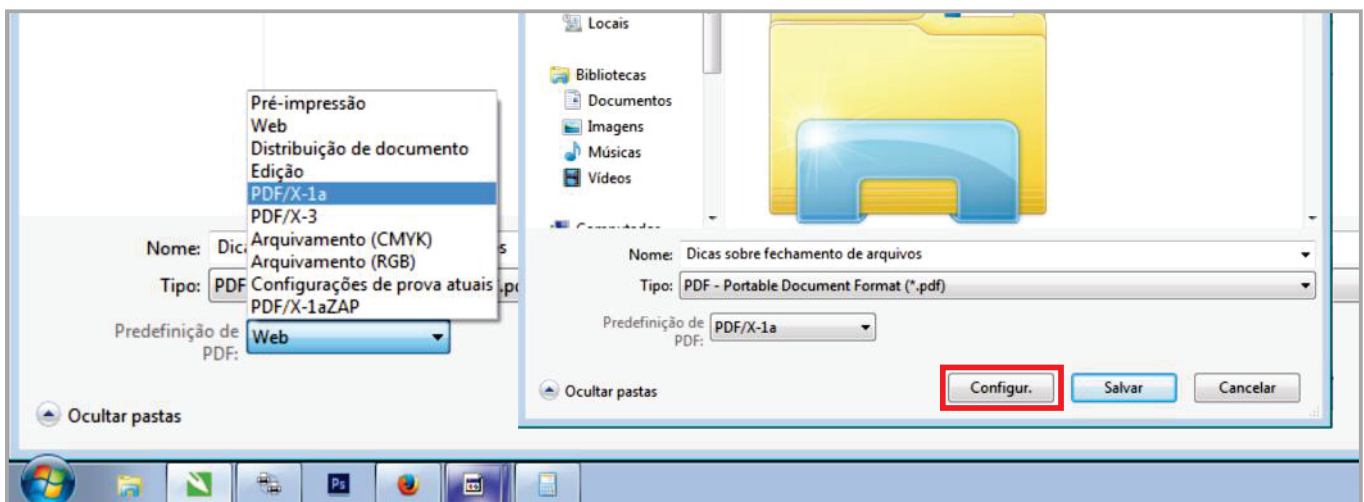 Pré-impressão
Web
Distribuição de documento
Edição
PDF/X-1a
PDF/X-3
Arquivamento (CMYK)
Arquivamento (RGB)
Configurações de prova atuais
PDF/X-1aZAP
Nome: Dica
s
Tipo: PDF
Predefinição de PDF: Web
Ocultar pastas
Locais
Bibliotecas
Documentos
Imagens
Músicas
Vídeos
Nome: Dicas sobre fechamento de arquivos
Tipo: PDF - Portable Document Format (*.pdf)
Predefinição de
PDF: PDF/X-1a
Ocultar pastas
Configur. Salvar Cancelar
Ps